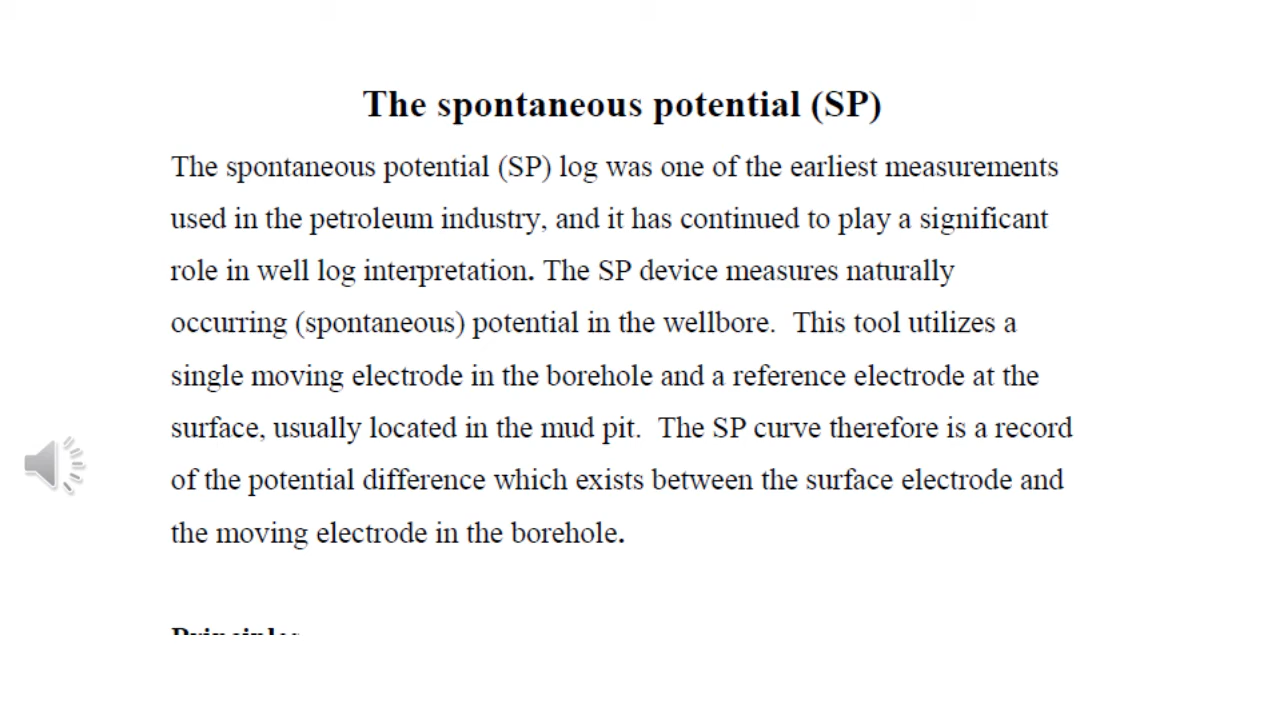 The spontaneous potential (SP)
The spontaneous potential (SP) log was one of the earliest measurements
used in the petroleum industry, and it has continued to play a significant
role in well log interpretation. The SP device measures naturally
occurring (spontaneous) potential in the wellbore.  This tool utilizes a
single moving electrode in the borehole and a reference electrode at the
surface, usually located in the mud pit.  The SP curve therefore is a record
of the potential difference which exists between the surface electrode and
the moving electrode in the borehole.
Principles